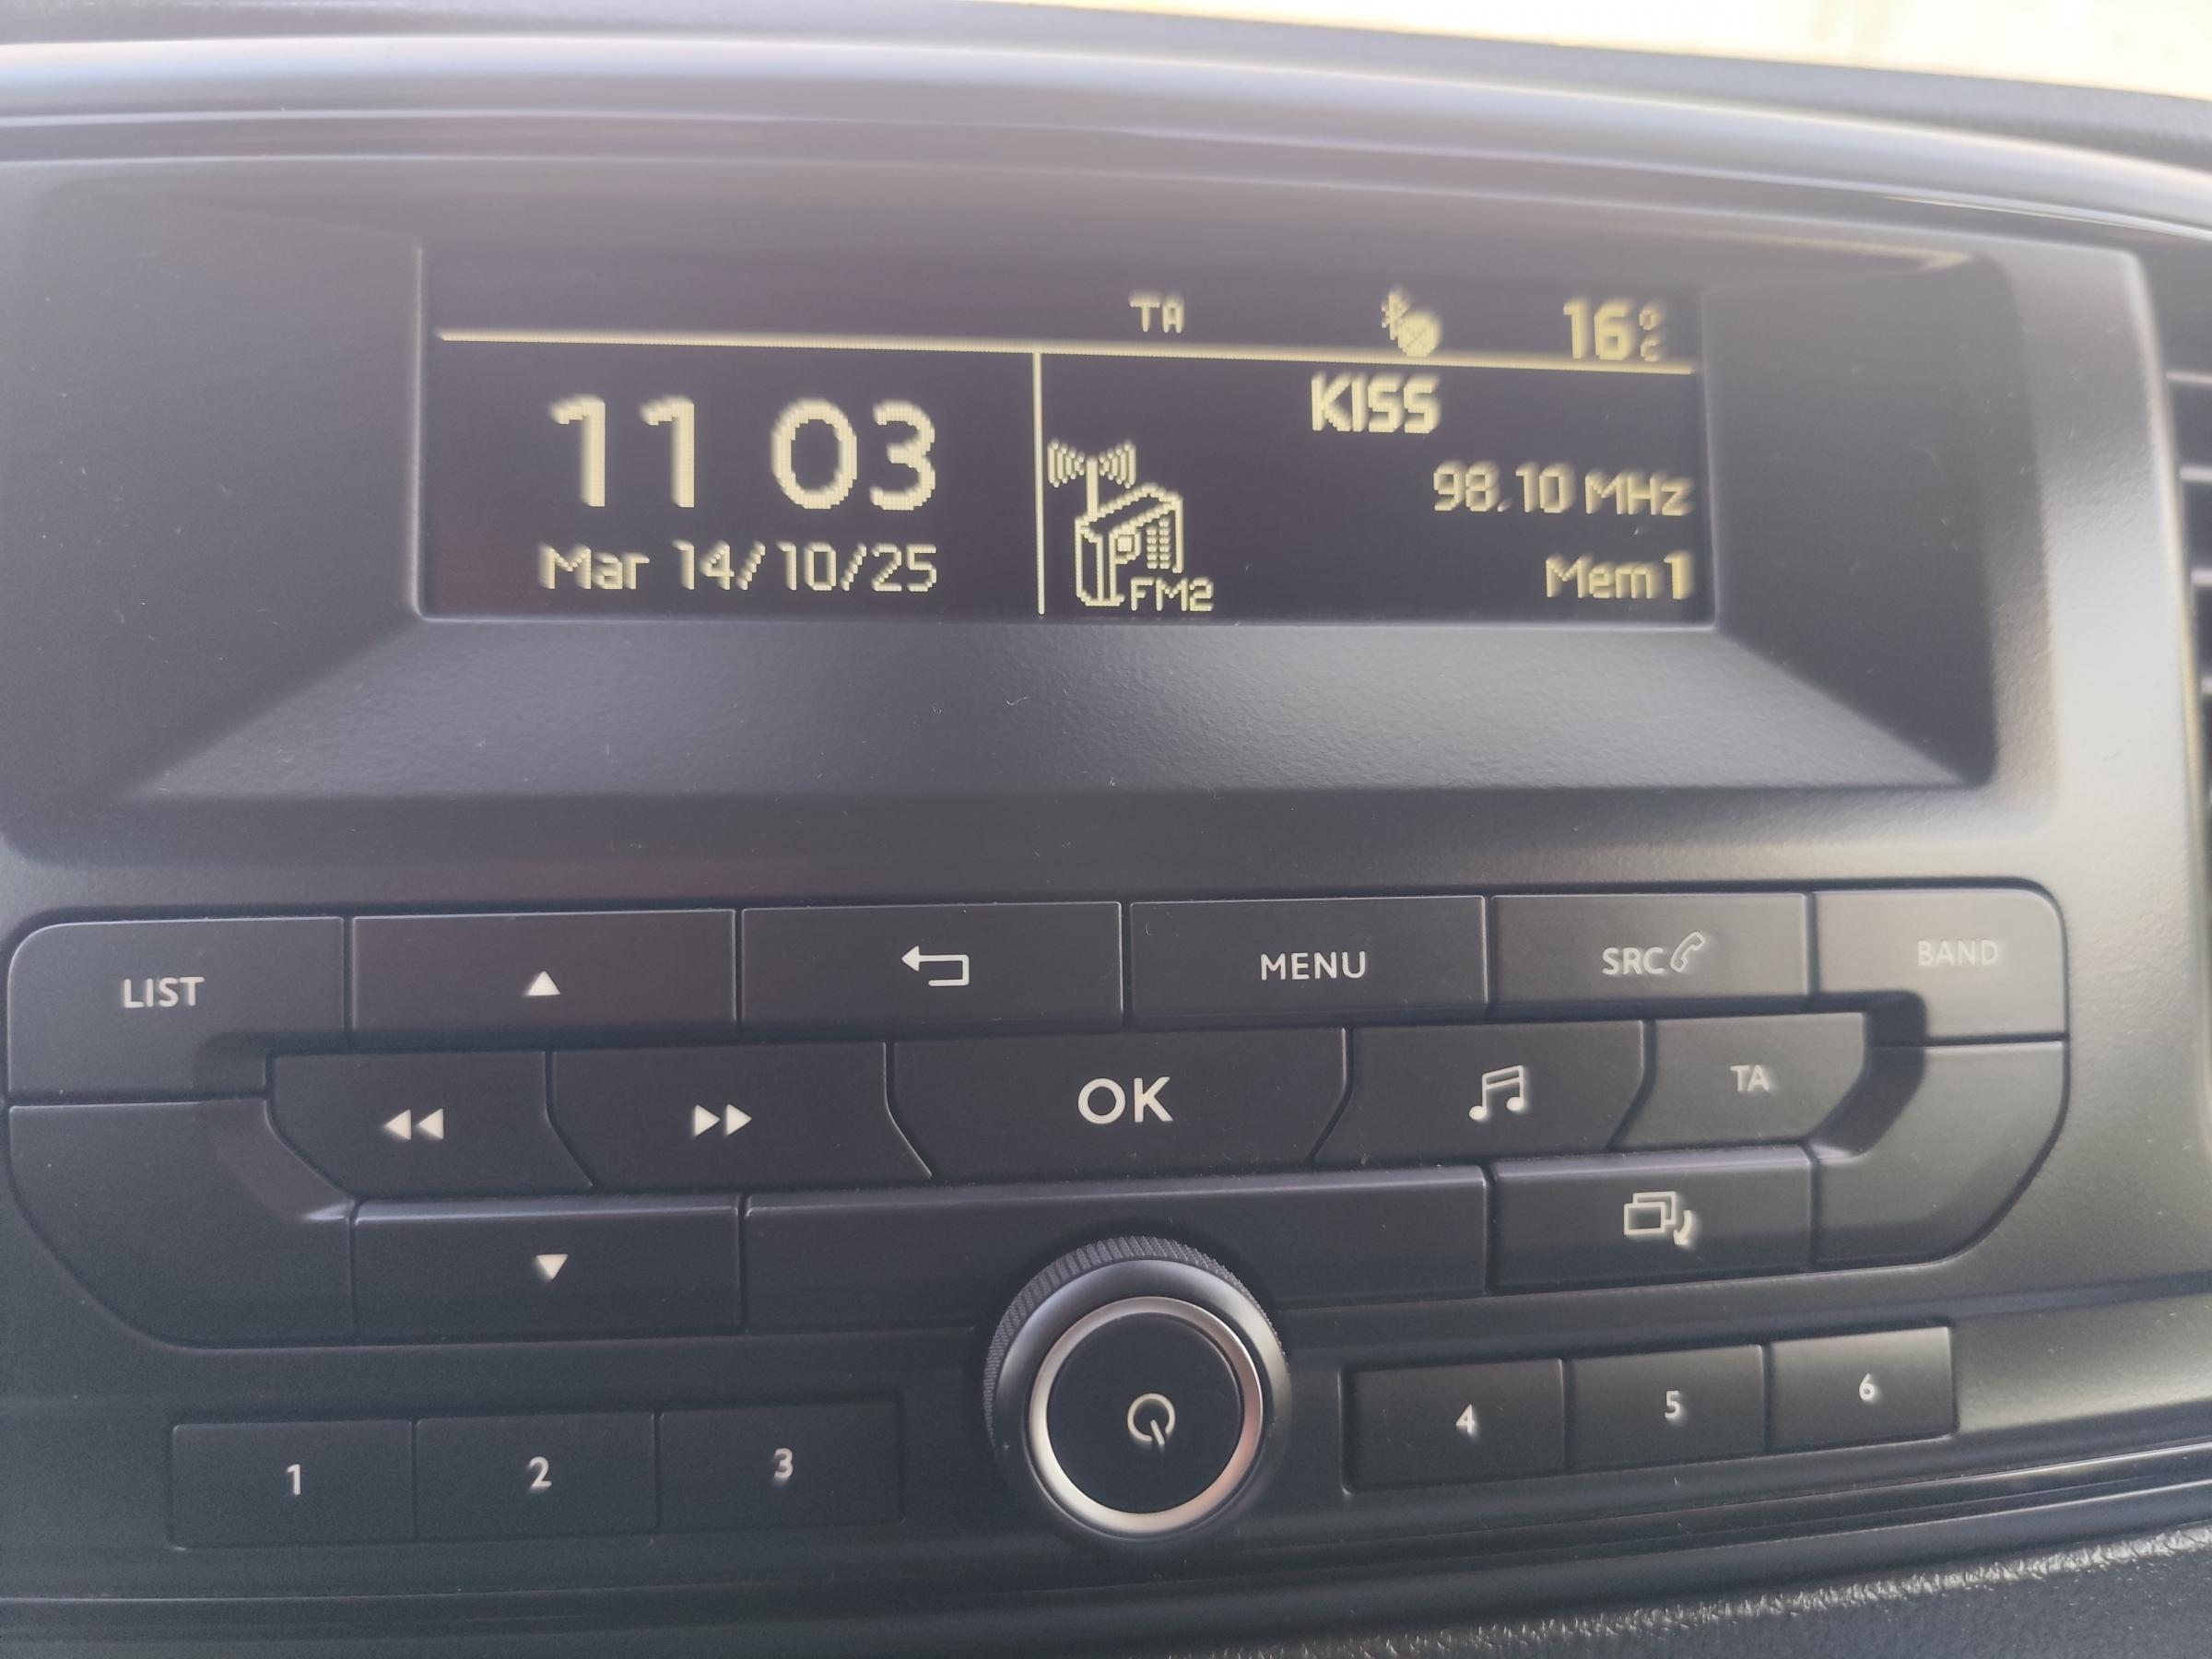 TA 16°C
11 03
Mar 14/10/25
KISS
98.10 MHz
Mem 1
FM2
LIST
MENU
SRC
BAND
OK
TA
1
2
3
4
5
6